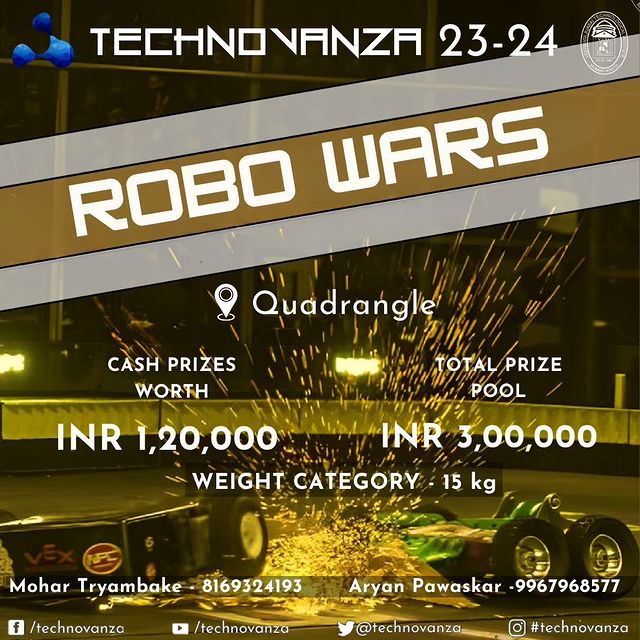 TECHNOVANZA 23-24
ROBO WARS
Quadrangle
CASH PRIZES
WORTH
INR 1,20,000
TOTAL PRIZE
POOL
INR 3,00,000
WEIGHT CATEGORY - 15 kg
VEX
Mohar Tryambake - 8169324193
Aryan Pawaskar -9967968577
/technovanza
/technovanza
@technovanza
#technovanza